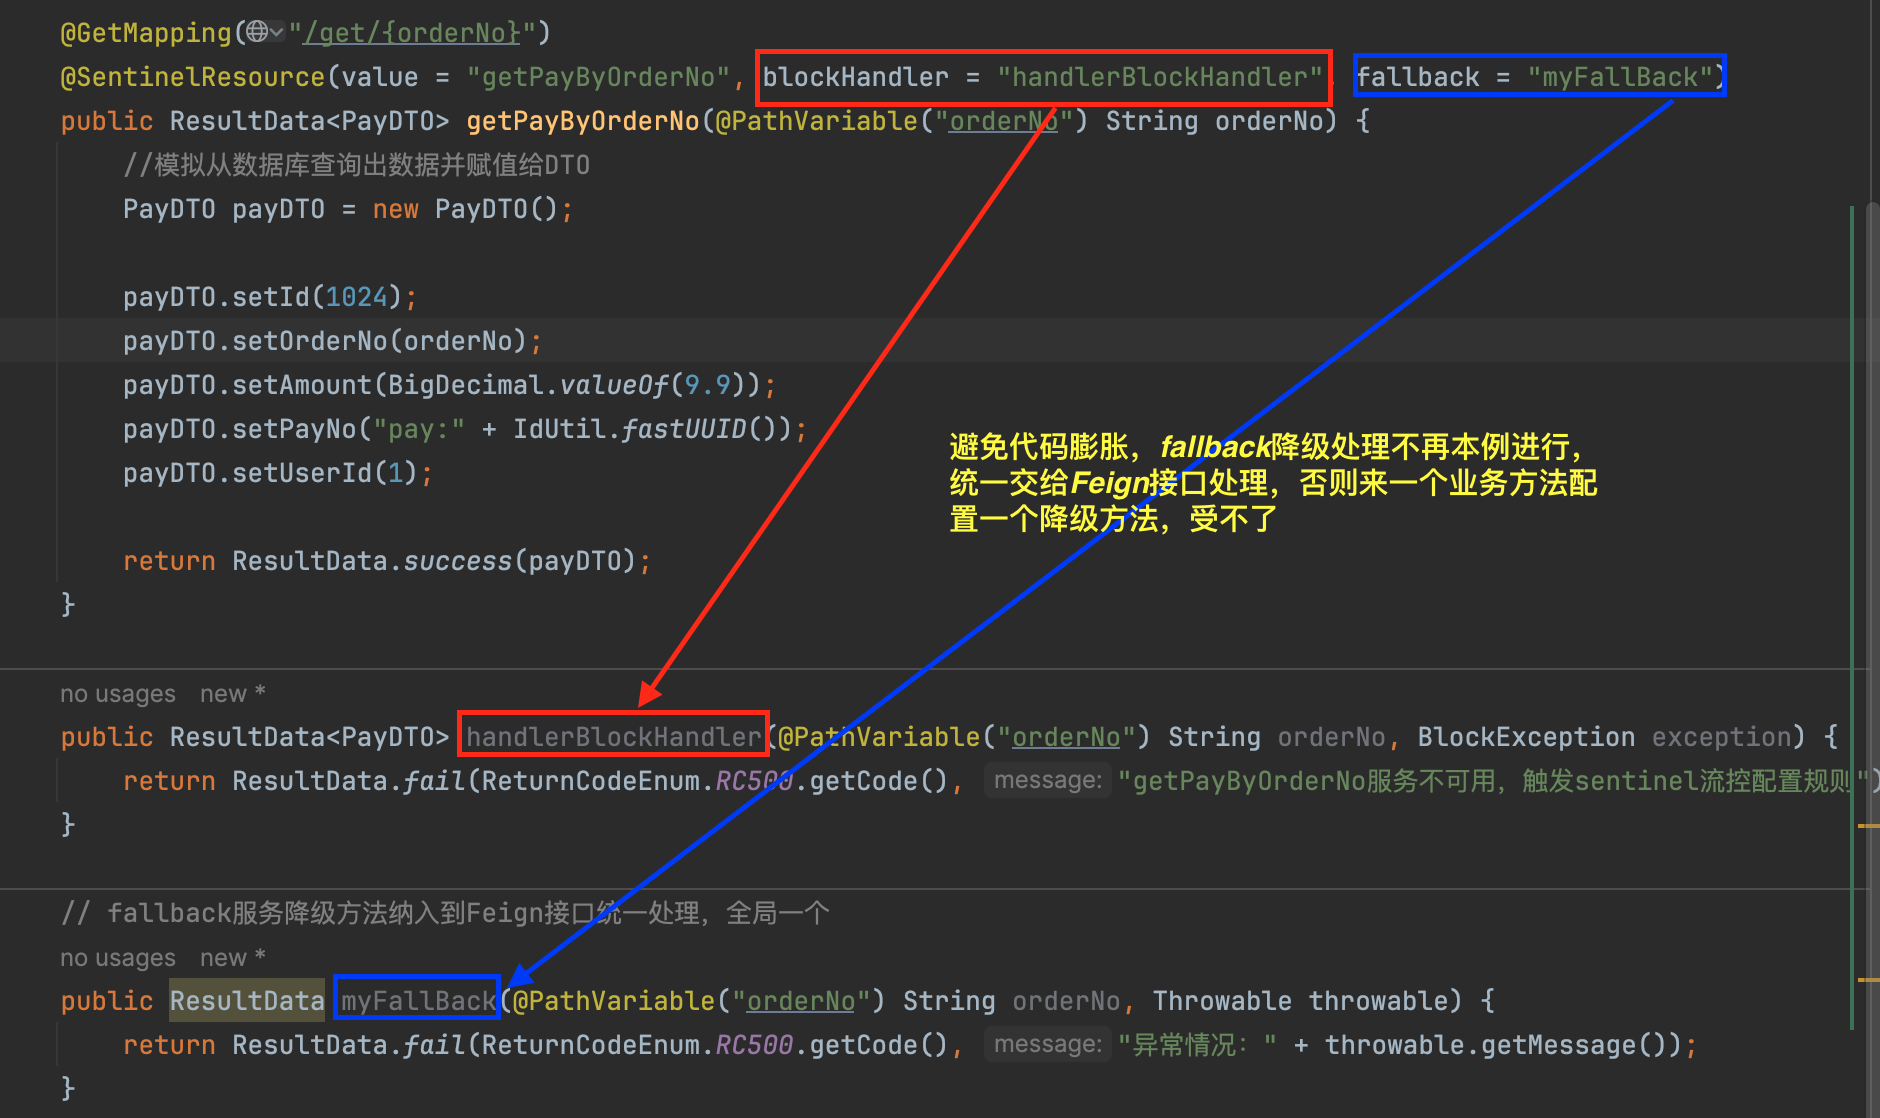 @GetMapping("/get/{orderNo}")
@SentinelResource(value = "getPayByOrderNo", blockHandler = "handlerBlockHandler", fallback = "myFallBack")
public ResultData<PayDTO> getPayByOrderNo(@PathVariable("orderNo") String orderNo) {
//模拟从数据库查询出数据并赋值给DTO
PayDTO payDTO = new PayDTO();
payDTO.setId(1024);
payDTO.setOrderNo(orderNo);
payDTO.setAmount(BigDecimal.valueOf(9.9));
payDTO.setPayNo("pay:" + IdUtil.fastUUID());
payDTO.setUserId(1);
避免代码膨胀，fallback降级处理不再本例进行，
统一交给Feign接口处理，否则来一个业务方法配
置一个降级方法，受不了
return ResultData.success(payDTO);
}
no usages new *
public ResultData<PayDTO> handlerBlockHandler(@PathVariable("orderNo") String orderNo, BlockException exception) {
return ResultData.fail(ReturnCodeEnum.RC500.getCode(), message: "getPayByOrderNo服务不可用，触发sentinel流控配置规则")
}
// fallback服务降级方法纳入到Feign接口统一处理，全局一个
no usages new *
public ResultData myFallBack(@PathVariable("orderNo") String orderNo, Throwable throwable) {
return ResultData.fail(ReturnCodeEnum.RC500.getCode(), message: "异常情况：" + throwable.getMessage());
}